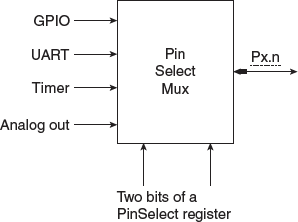 GPIO
UART
Timer
Analog out
Pin
Select
Mux
Px.n
Two bits of a
PinSelect register